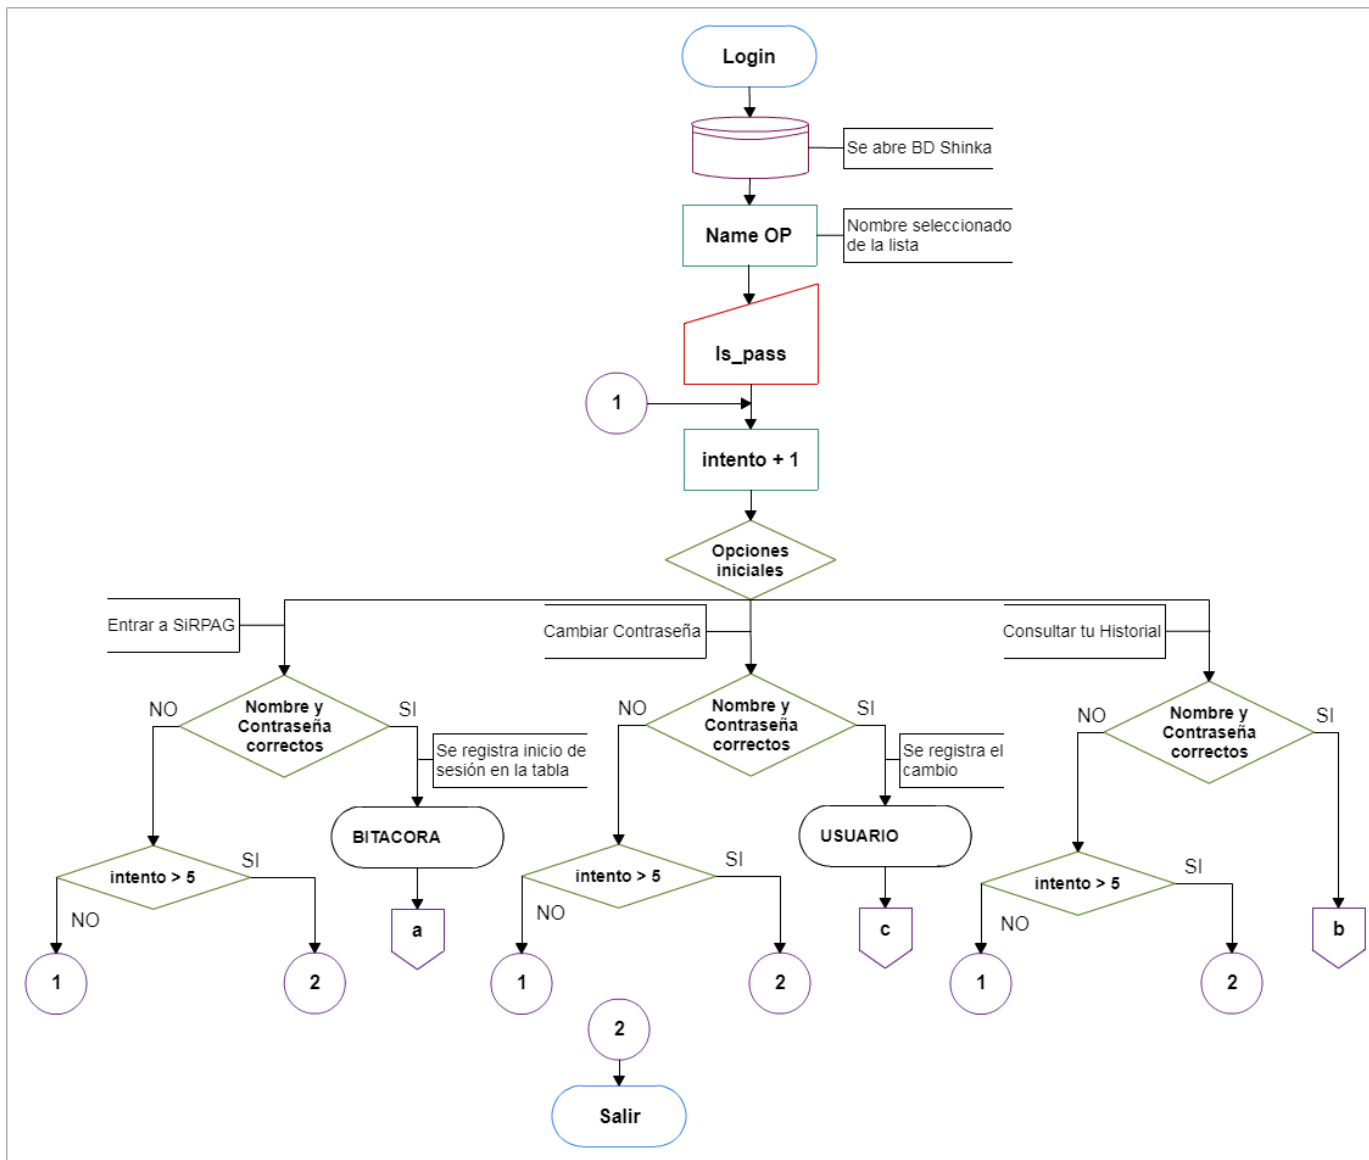 Login
Se abre BD Shinka
Name OP
Nombre seleccionado
de la lista
ls_pass
1
intento + 1
Opciones
iniciales
Entrar a SiRPAG
Cambiar Contraseña
Consultar tu Historial
NO
Nombre y
Contraseña
correctos
SI
NO
Nombre y
Contraseña
correctos
SI
NO
Nombre y
Contraseña
correctos
SI
Se registra inicio de
sesión en la tabla
Se registra el
cambio
BITACORA
USUARIO
intento > 5
SI
NO
intento > 5
SI
NO
intento > 5
SI
NO
a
c
b
1
2
1
2
1
2
2
Salir